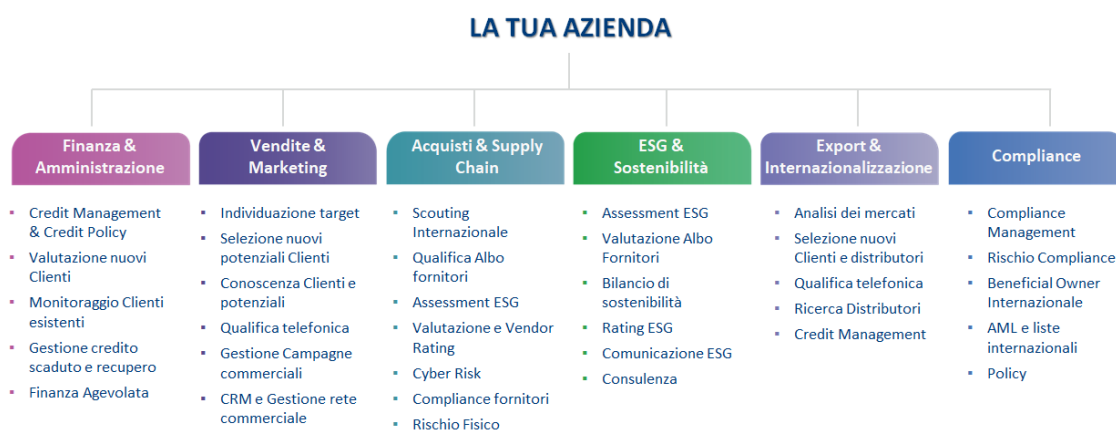 LA TUA AZIENDA
Finanza &
Amministrazione
Credit Management
& Credit Policy
Valutazione nuovi
Clienti
Monitoraggio Clienti
esistenti
Gestione credito
scaduto e recupero
Finanza Agevolata
Vendite &
Marketing
Individuazione target
Selezione nuovi
potenziali Clienti
Conoscenza Clienti e
potenziali
Qualifica telefonica
Gestione Campagne
commerciali
CRM e Gestione rete
commerciale
Acquisti & Supply
Chain
Scouting
Internazionale
Qualifica Albo
fornitori
Assessment ESG
Valutazione e Vendor
Rating
Cyber Risk
Compliance fornitori
Rischio Fisico
ESG &
Sostenibilità
Assessment ESG
Valutazione Albo
Fornitori
Bilancio di
sostenibilità
Rating ESG
Comunicazione ESG
Consulenza
Export &
Internazionalizzazione
Analisi dei mercati
Selezione nuovi
Clienti e distributori
Qualifica telefonica
Ricerca Distributori
Credit Management
Compliance
Compliance
Management
Rischio Compliance
Beneficial Owner
Internazionale
AML e liste
internazionali
Policy